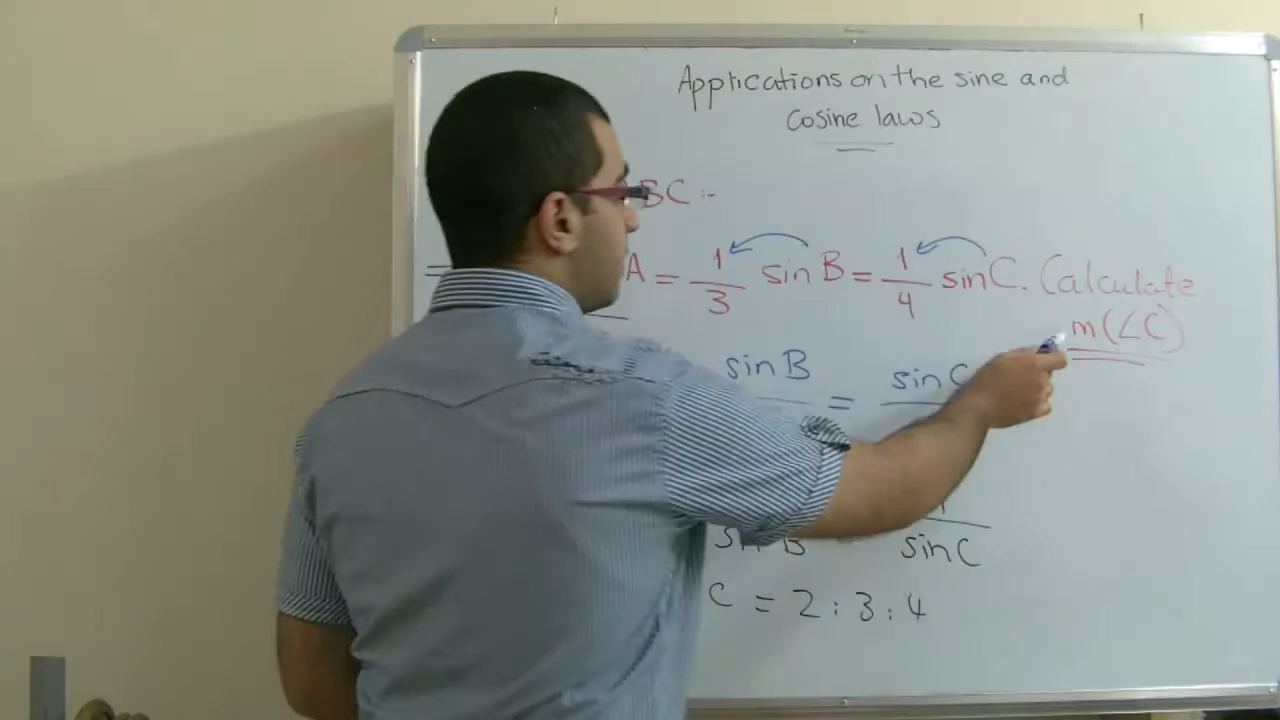 Applications on the sine and
Cosine laws
BC :-
A = 1/3 sin B = 1/4 sin C. Calculate
m(∠C)
sin B = sin C
sin B
1/sin C
C = 2 : 3 : 4